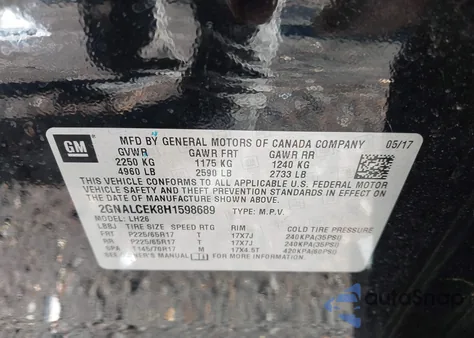 GM
MFD BY GENERAL MOTORS OF CANADA COMPANY 05/17
GVWR GAWR FRT GAWR RR
2250 KG 1175 KG 1240 KG
4960 LB 2590 LB 2733 LB
THIS VEHICLE CONFORMS TO ALL APPLICABLE U.S. FEDERAL MOTOR
VEHICLE SAFETY, BUMPER, AND THEFT PREVENTION STANDARDS IN EFFECT
ON THE DATE OF MANUFACTURE SHOWN ABOVE.
2GNALCEK8H1598689 TYPE: M.P.V.
MODEL: LH26
LBBJ TIRE SIZE SPEED RTG RIM COLD TIRE PRESSURE
FRT P225/65R17 T 17X7J 240KPA(35PSI)
RR P225/65R17 T 17X7J 240KPA(35PSI)
SPA T145/70R17 M 17X4.5T 420KPA(60PSI)
SEE OWNER'S MANUAL FOR MORE INFORMATION.
AutoSnap